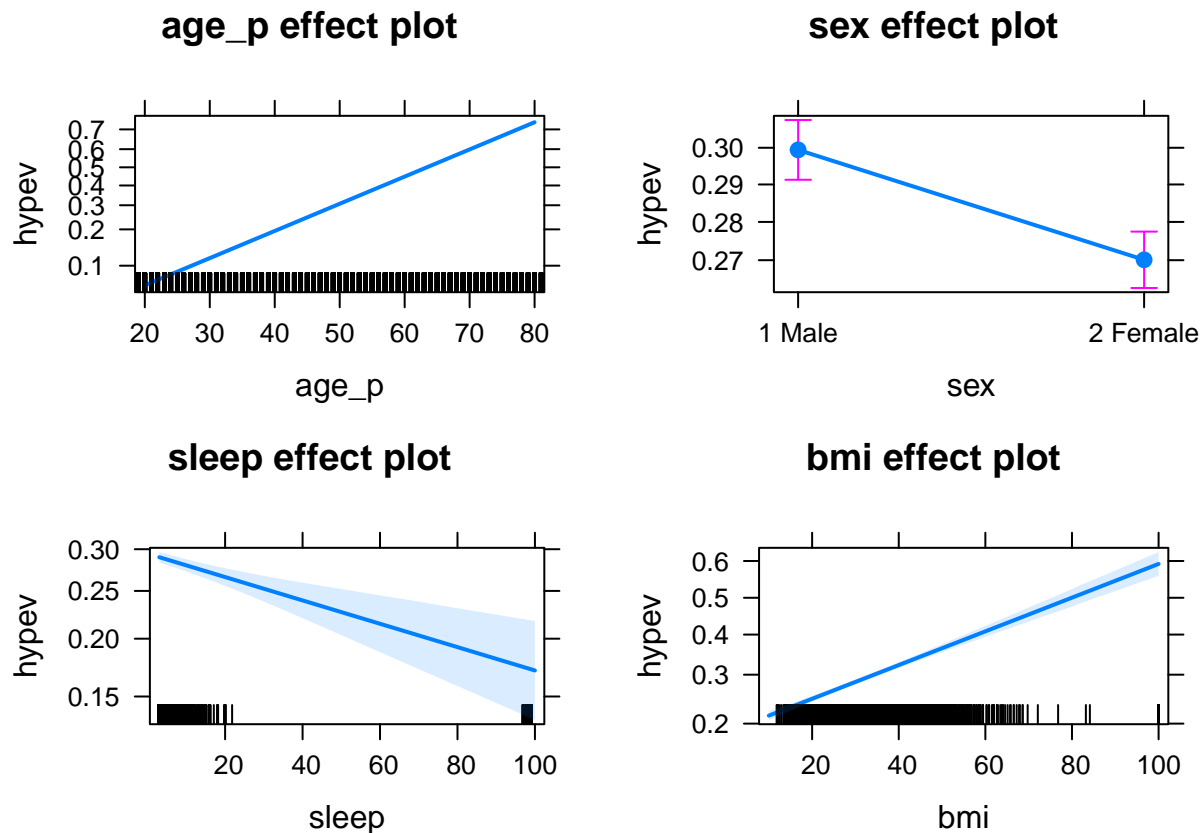 age_p effect plot
hypev
0.7
0.6
0.5
0.4
0.3
0.2
0.1
20 30 40 50 60 70 80
age_p
sex effect plot
hypev
0.30
0.29
0.28
0.27
1 Male 2 Female
sex
sleep effect plot
hypev
0.30
0.25
0.20
0.15
20 40 60 80 100
sleep
bmi effect plot
hypev
0.6
0.5
0.4
0.3
0.2
20 40 60 80 100
bmi